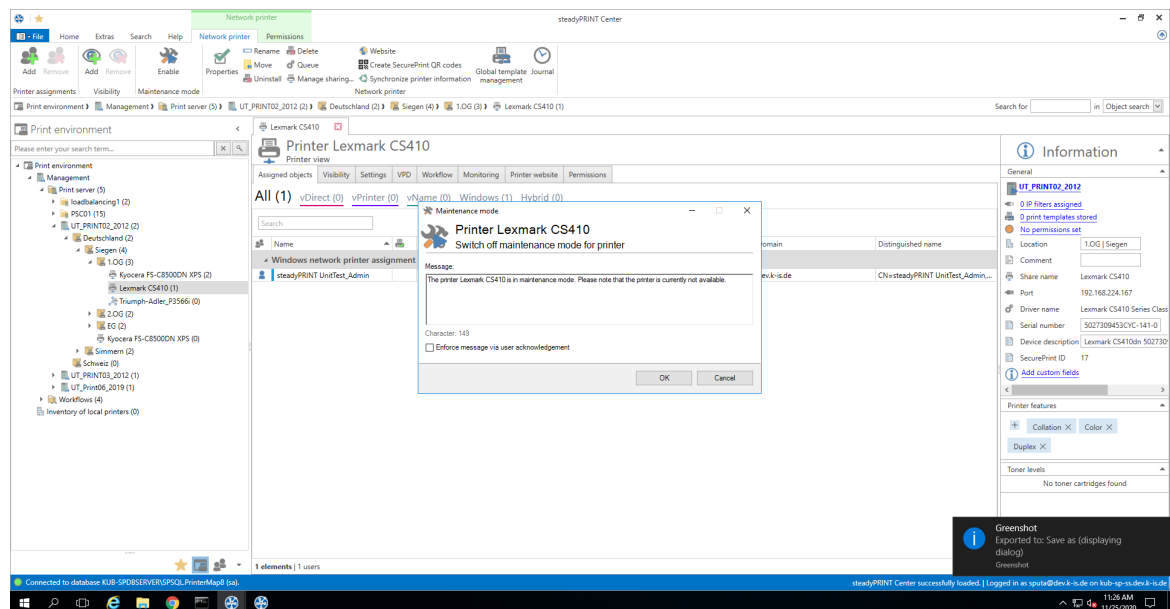 Network printer
steadyPRINT Center
File Home Extras Search Help Network printer Permissions
Add Remove Add Remove Enable Properties
Rename Delete Website
Move Queue Create SecurePrint QR codes
Uninstall Manage sharing... Synchronize printer information
Global template management Journal
Printer assignments Visibility Maintenance mode Network printer
Print environment Management Print server (5) UT_PRINT02_2012 (2) Deutschland (2) Siegen (4) 1.OG (3) Lexmark CS410 (1)
Search for in Object search
Print environment
Please enter your search term...
Print environment
Management
Print server (5)
loadbalancing1 (2)
PSC01 (15)
UT_PRINT02_2012 (2)
Deutschland (2)
Siegen (4)
1.OG (3)
Kyocera FS-C8500DN XPS (2)
Lexmark CS410 (1)
Triumph-Adler_P3566i (0)
2.OG (2)
EG (2)
Kyocera FS-C8500DN XPS (0)
Simmern (2)
Schweiz (0)
UT_PRINT03_2012 (1)
UT_Print06_2019 (1)
Workflows (4)
Inventory of local printers (0)
Lexmark CS410
Printer Lexmark CS410
Printer view
Assigned objects Visibility Settings VPD Workflow Monitoring Printer website Permissions
All (1) vDirect (0) vPrinter (0) vName (0) Windows (1) Hybrid (0)
Search
Name
Distinguished name
Windows network printer assignment
steadyPRINT UnitTest_Admin
ev.k-is.de
CN=steadyPRINT UnitTest_Admin,...
Maintenance mode
Printer Lexmark CS410
Switch off maintenance mode for printer
Message:
The printer Lexmark CS410 is in maintenance mode. Please note that the printer is currently not available.
Character: 149
Enforce message via user acknowledgement
OK Cancel
Information
General
UT_PRINT02_2012
0 IP filters assigned
0 print templates stored
No permissions set
Location 1.OG | Siegen
Comment
Share name Lexmark CS410
Port 192.168.224.167
Driver name Lexmark CS410 Series Class
Serial number 5027309453CYC-141-0
Device description Lexmark CS410dn 502730
SecurePrint ID 17
Add custom fields
Printer features
Collation Color
Duplex
Toner levels
No toner cartridges found
Greenshot
Exported to: Save as (displaying
dialog)
Greenshot
1 elements | 1 users
Connected to database KUB-SPDBSERVER\SPSQL.PrinterMap8 (sa).
steadyPRINT Center successfully loaded. | Logged in as sputa@dev.k-is.de on kub-sp-ss.dev.k-is.de
11:26 AM
11/25/2020